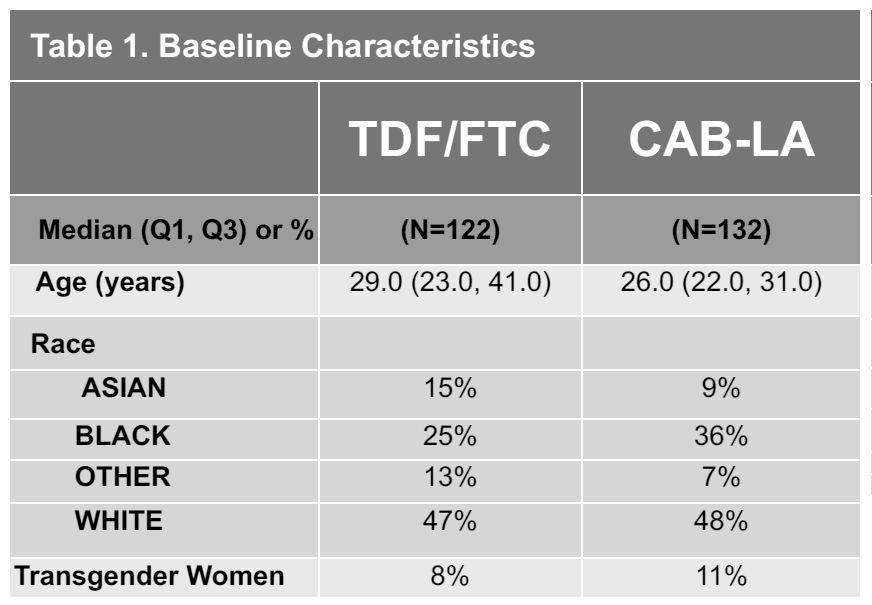 Table 1. Baseline Characteristics
TDF/FTC CAB-LA
Median (Q1, Q3) or % (N=122) (N=132)
Age (years) 29.0 (23.0, 41.0) 26.0 (22.0, 31.0)
Race
ASIAN 15% 9%
BLACK 25% 36%
OTHER 13% 7%
WHITE 47% 48%
Transgender Women 8% 11%